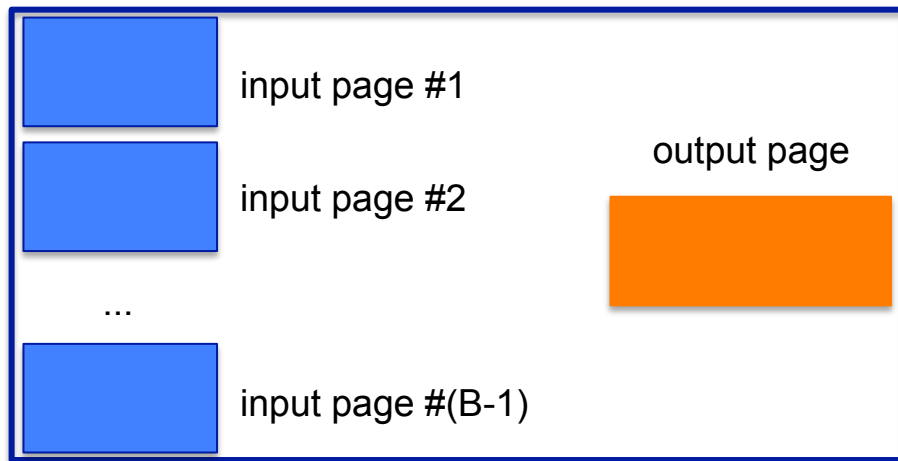 input page #1
output page
input page #2
...
input page #(B-1)